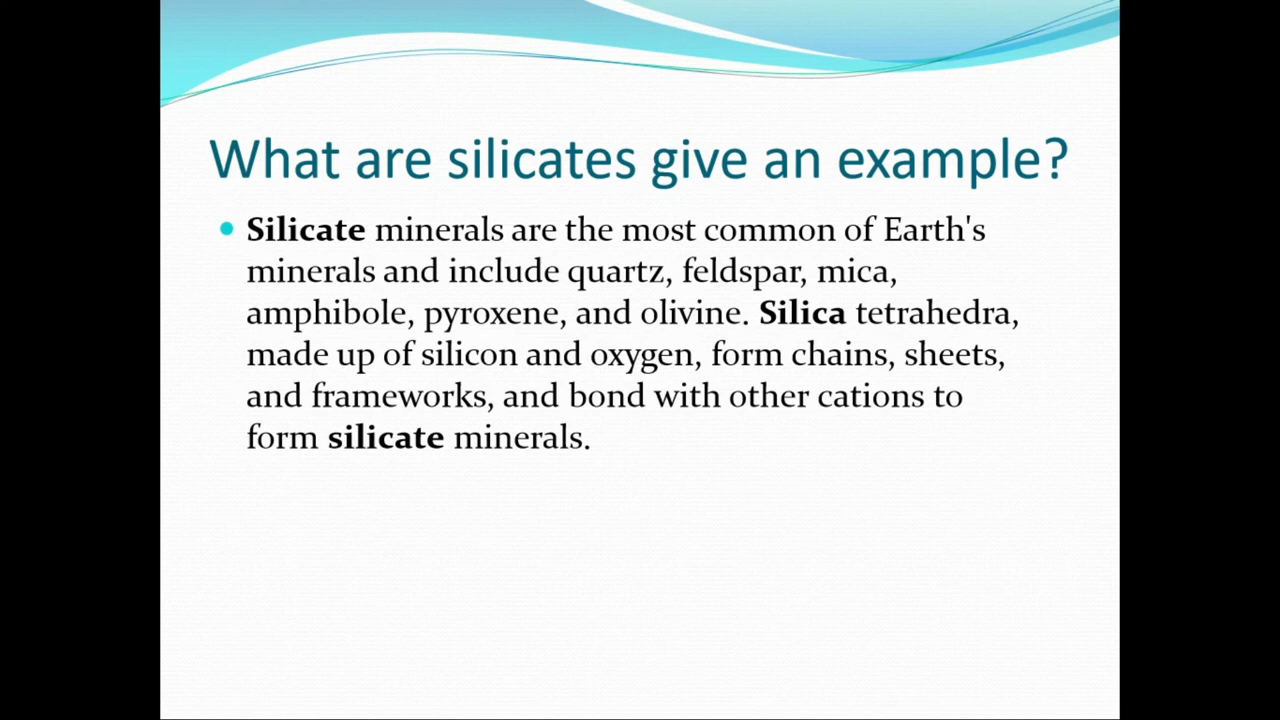 What are silicates give an example?
Silicate minerals are the most common of Earth's
minerals and include quartz, feldspar, mica,
amphibole, pyroxene, and olivine. Silica tetrahedra,
made up of silicon and oxygen, form chains, sheets,
and frameworks, and bond with other cations to
form silicate minerals.